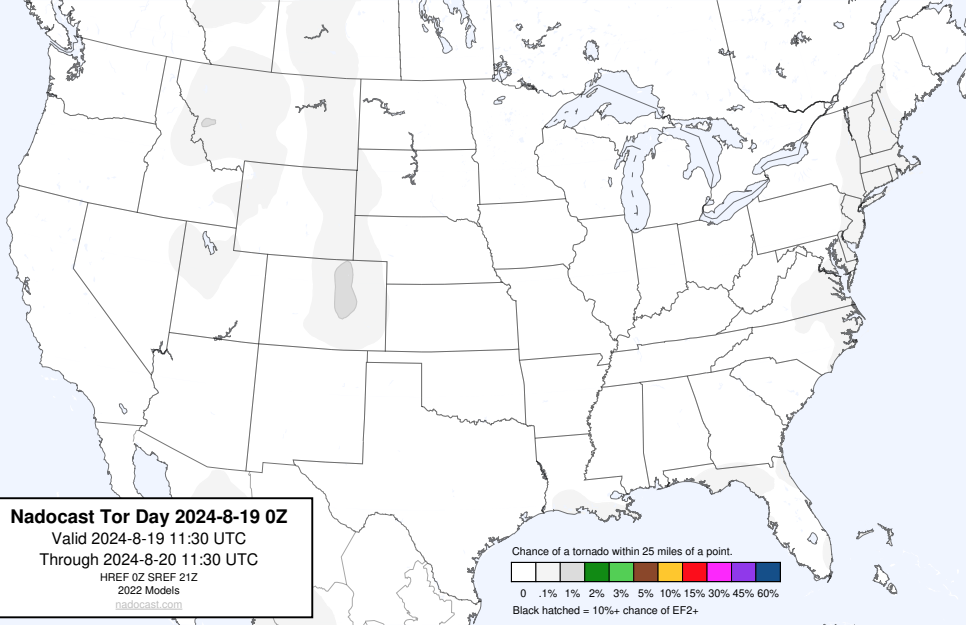 Nadocast Tor Day 2024-8-19 0Z
Valid 2024-8-19 11:30 UTC
Through 2024-8-20 11:30 UTC
HREF 0Z SREF 21Z
2022 Models
nadocast.com
Chance of a tornado within 25 miles of a point.
0 .1% 1% 2% 3% 5% 10% 15% 30% 45% 60%
Black hatched = 10%+ chance of EF2+